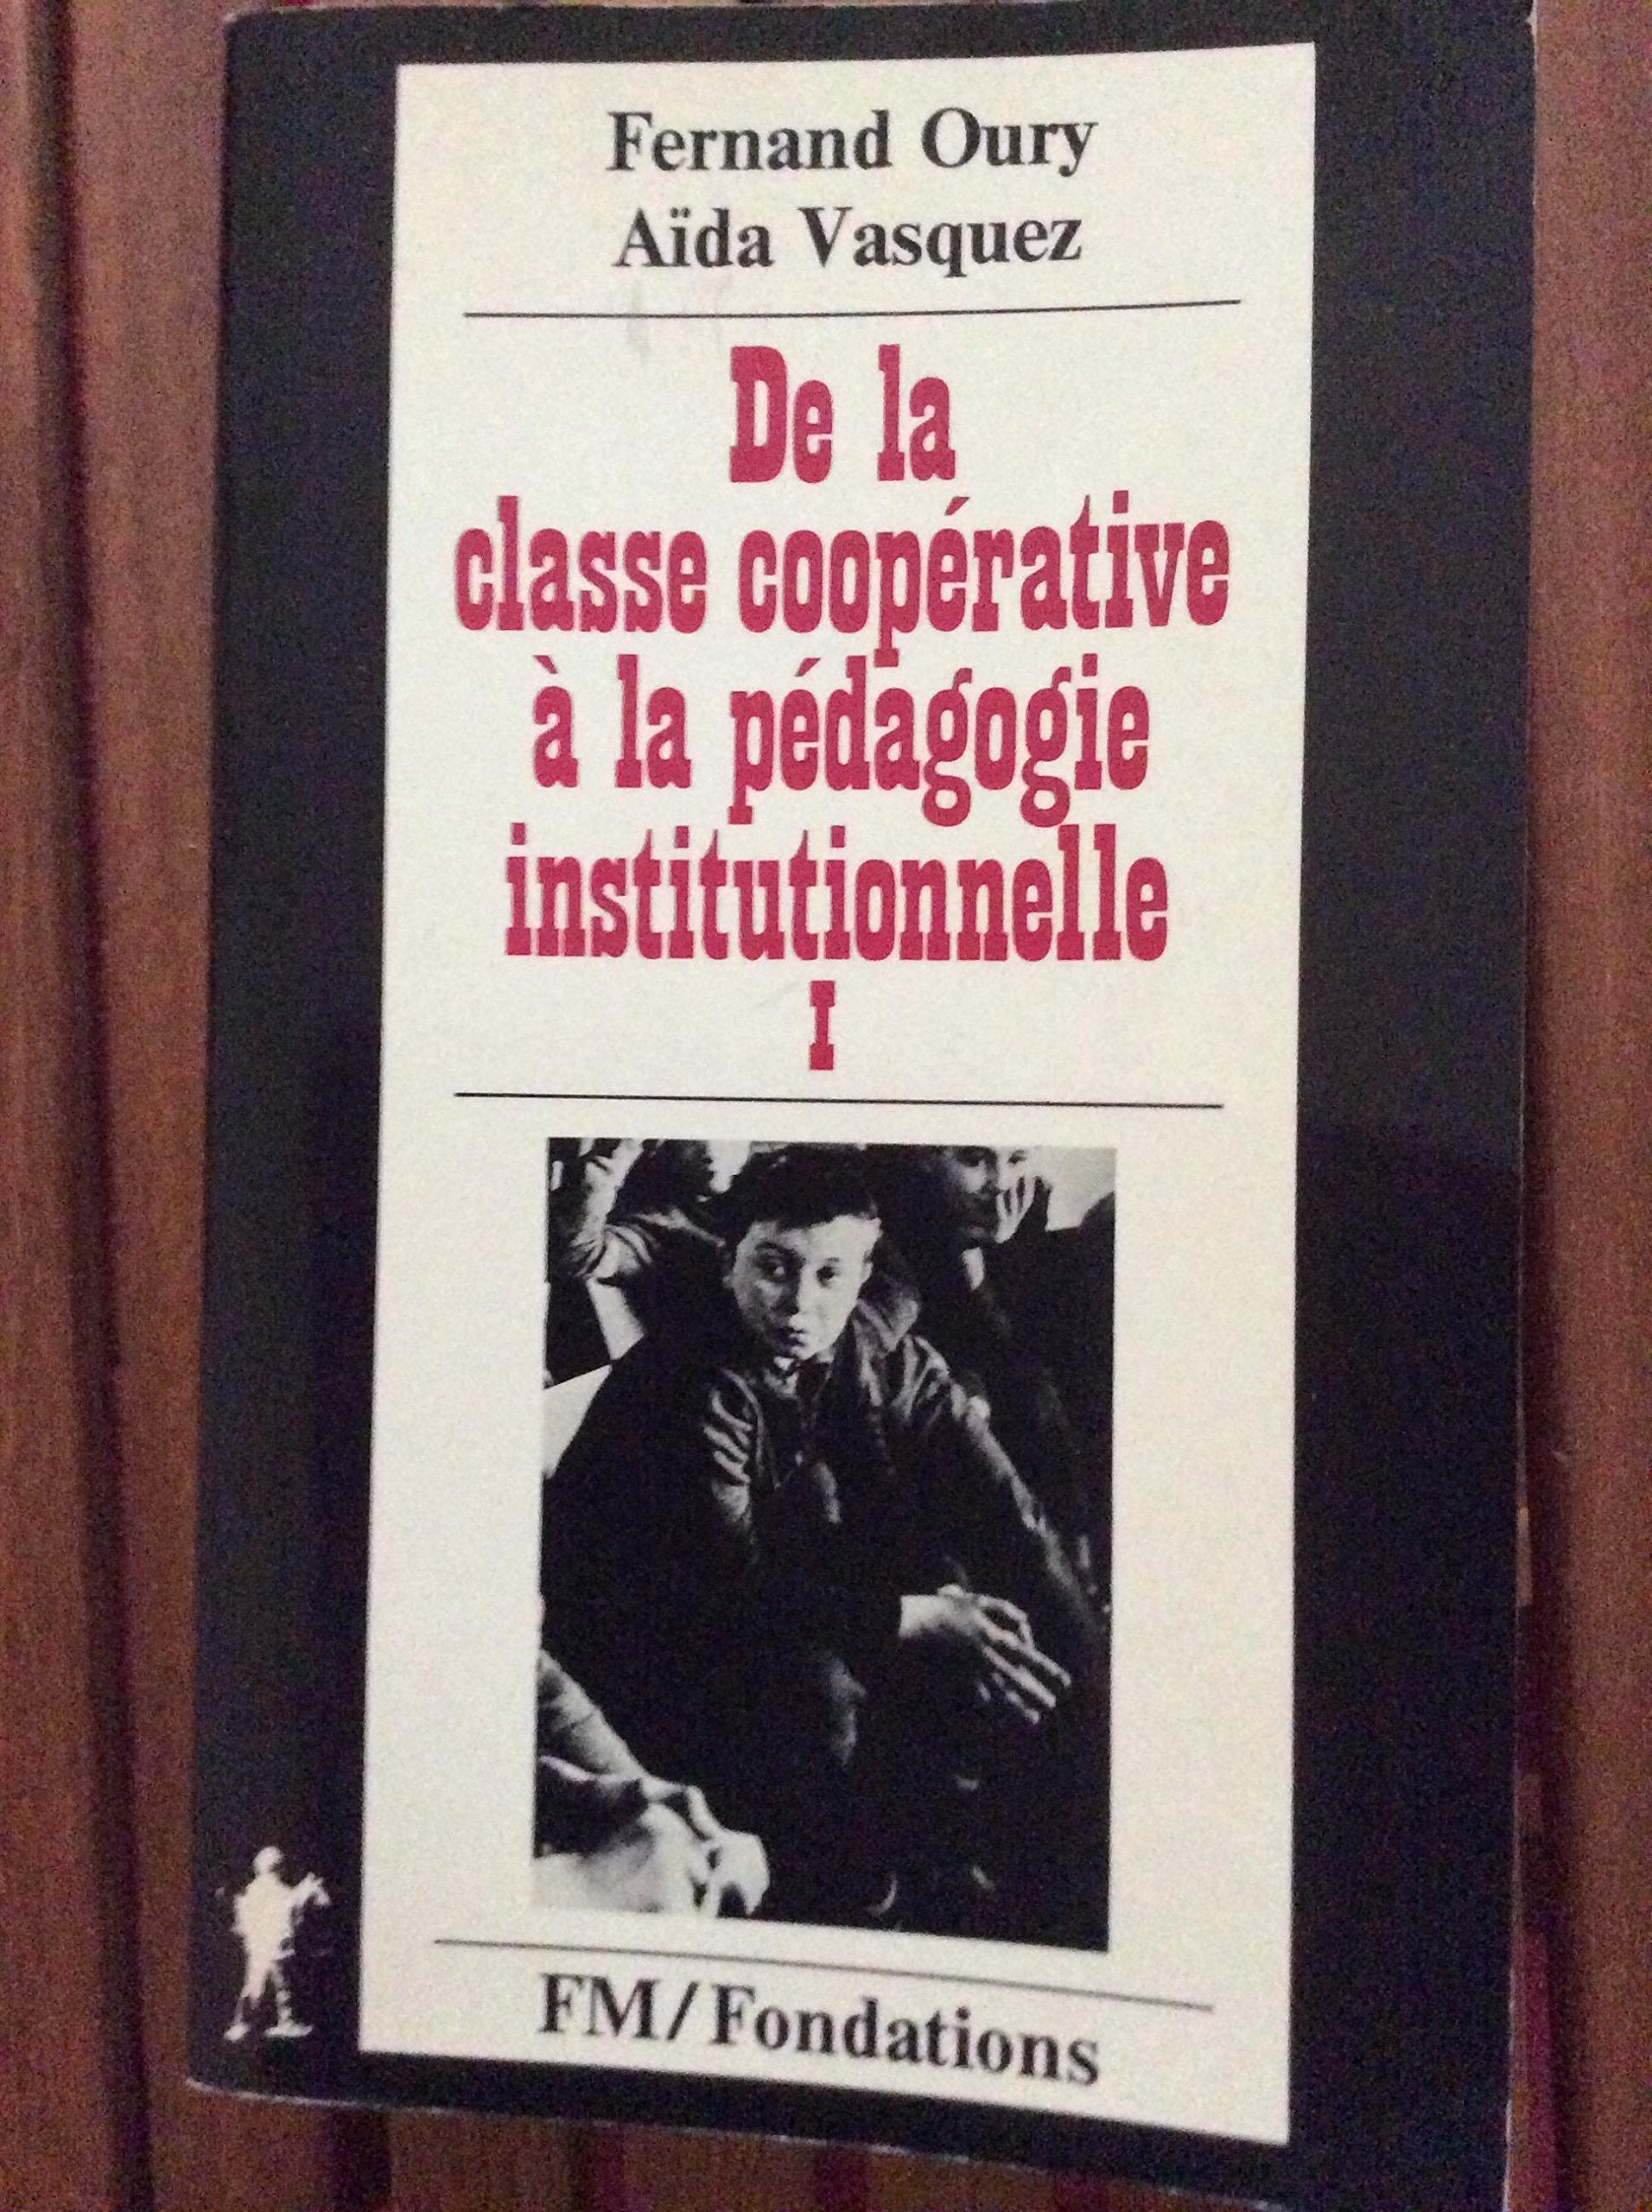 Fernand Oury
Aïda Vasquez
De la
classe coopérative
à la pédagogie
institutionnelle
I
FM/Fondations